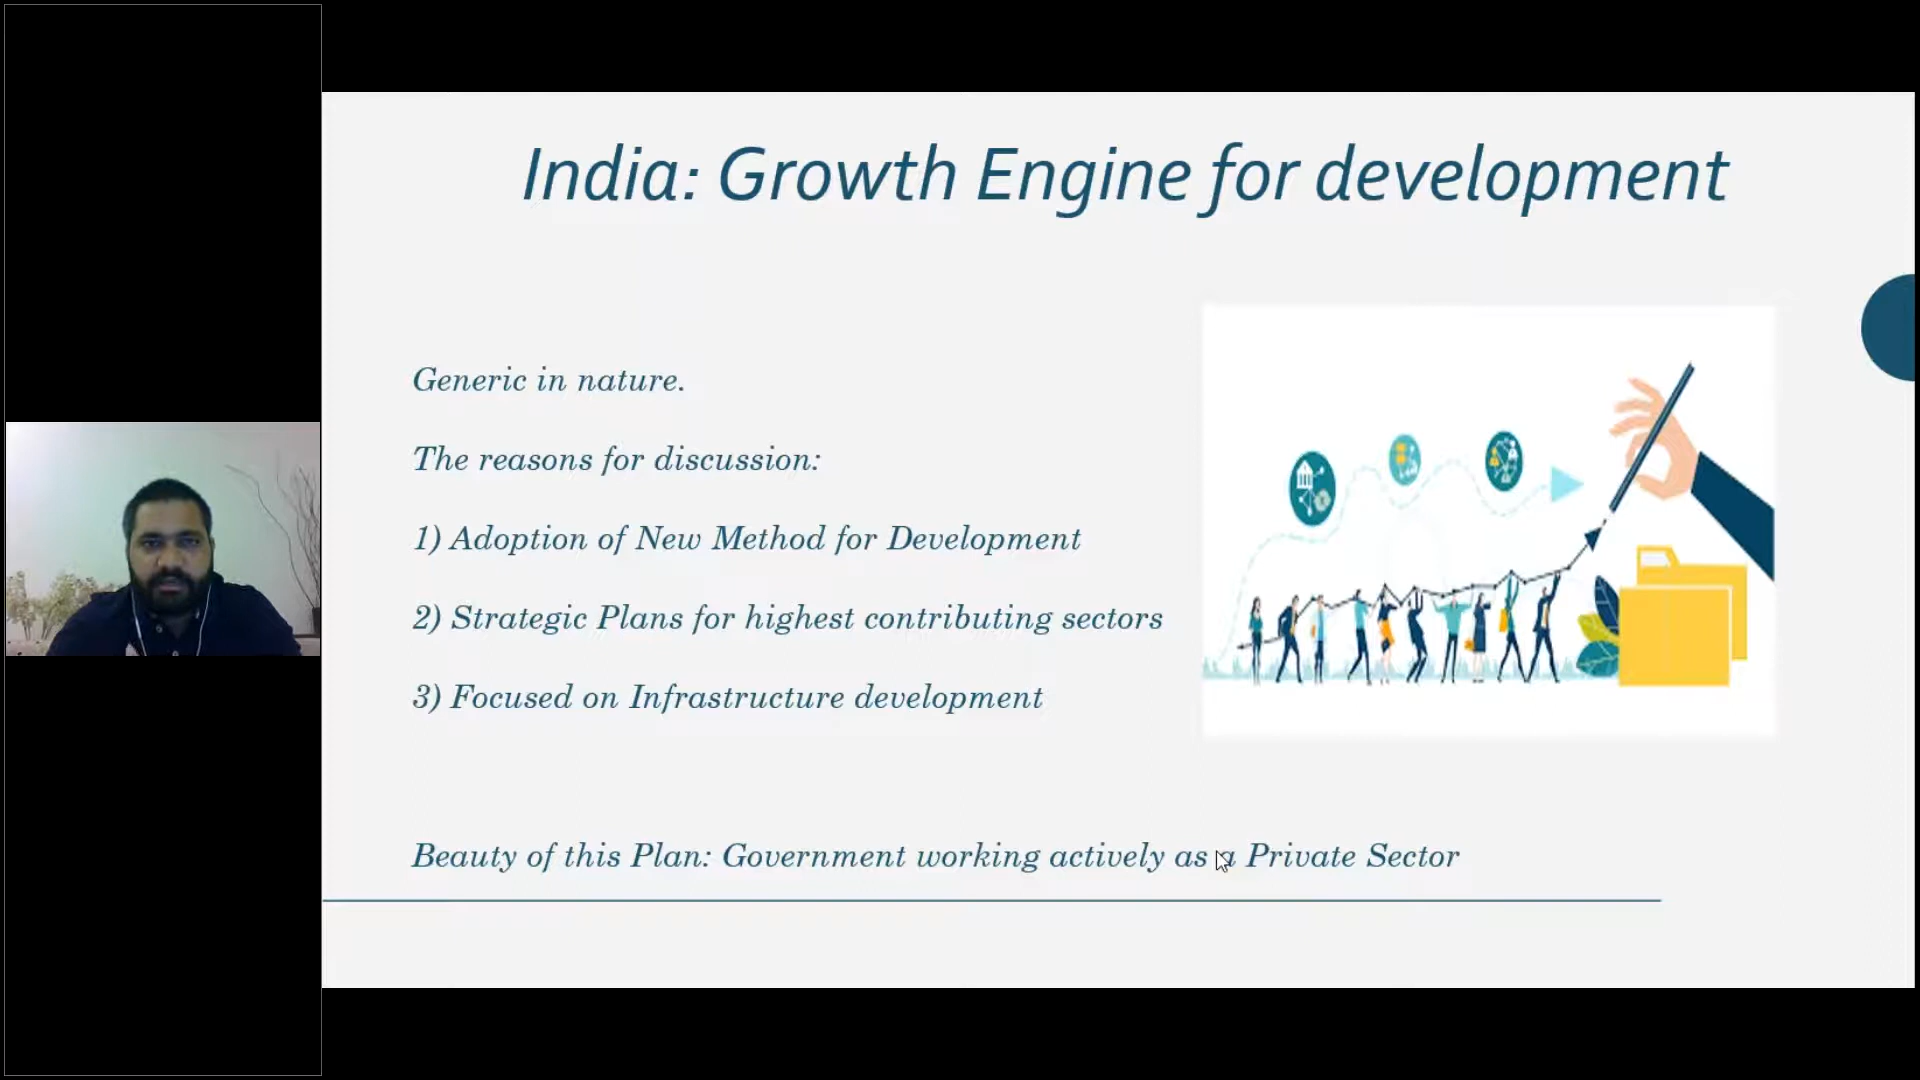 India: Growth Engine for development
Generic in nature.
The reasons for discussion:
1) Adoption of New Method for Development
2) Strategic Plans for highest contributing sectors
3) Focused on Infrastructure development
Beauty of this Plan: Government working actively as a Private Sector